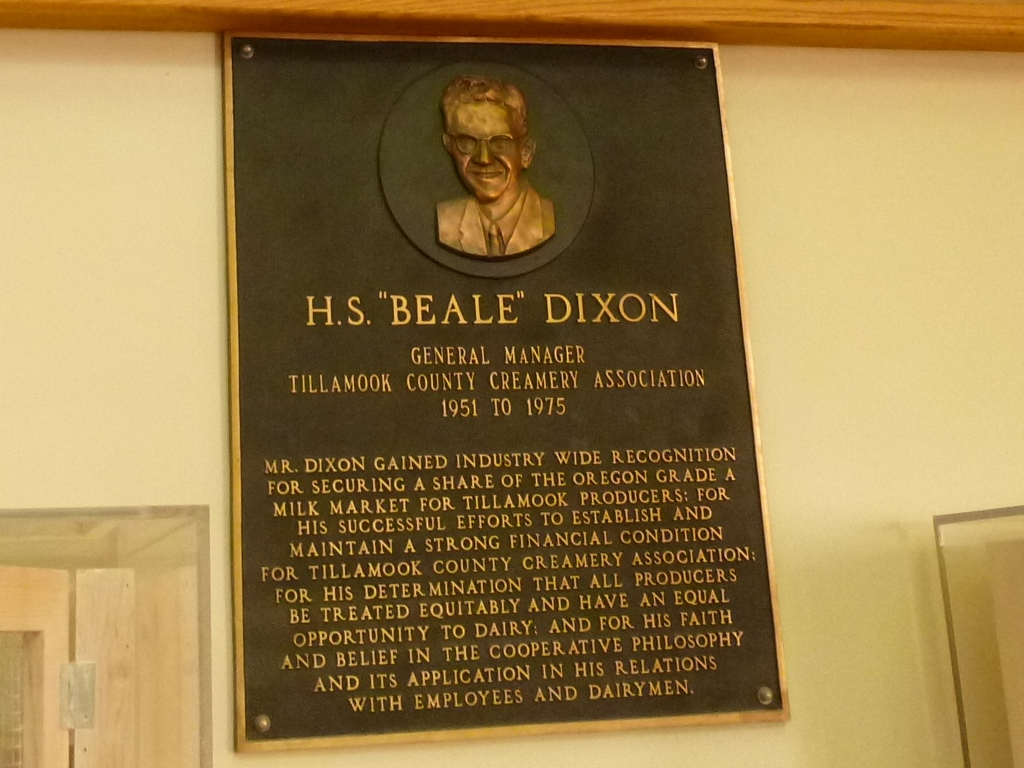 H.S. "BEALE" DIXON
GENERAL MANAGER
TILLAMOOK COUNTY CREAMERY ASSOCIATION
1951 TO 1975
MR. DIXON GAINED INDUSTRY WIDE RECOGNITION
FOR SECURING A SHARE OF THE OREGON GRADE A
MILK MARKET FOR TILLAMOOK PRODUCERS; FOR
HIS SUCCESSFUL EFFORTS TO ESTABLISH AND
MAINTAIN A STRONG FINANCIAL CONDITION
FOR TILLAMOOK COUNTY CREAMERY ASSOCIATION;
FOR HIS DETERMINATION THAT ALL PRODUCERS
BE TREATED EQUITABLY AND HAVE AN EQUAL
OPPORTUNITY TO DAIRY; AND FOR HIS FAITH
AND BELIEF IN THE COOPERATIVE PHILOSOPHY
AND ITS APPLICATION IN HIS RELATIONS
WITH EMPLOYEES AND DAIRYMEN.